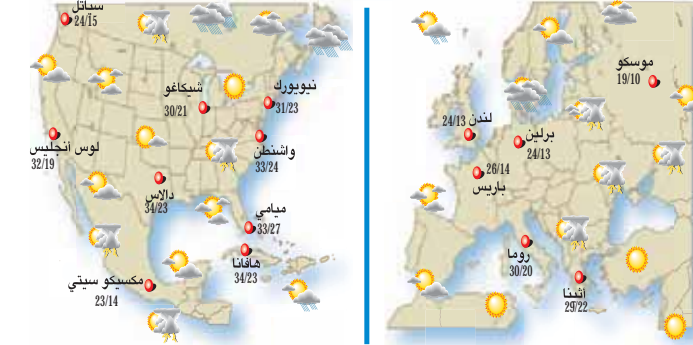 سياتل
24/15
شيكاغو
30/21
نيويورك
31/23
لوس انجليس
32/19
واشنطن
33/24
دالاس
34/23
ميامي
33/27
هافانا
34/23
مكسيكو سيتي
23/14
موسكو
19/10
لندن 24/13
برلين
24/13
26/14
باريس
روما
30/20
اثينا
29/22